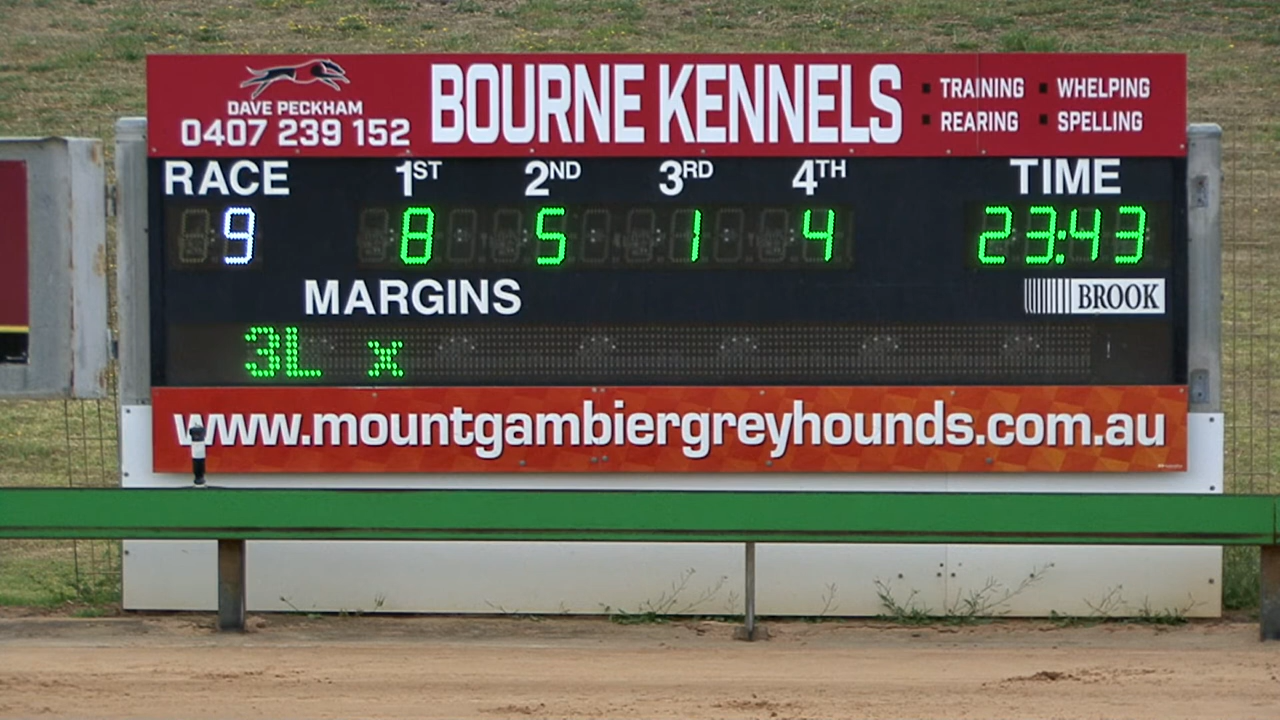 DAVE PECKHAM
0407 239 152
BOURNE KENNELS
▪ TRAINING ▪ WHELPING
▪ REARING ▪ SPELLING
RACE 1ST 2ND 3RD 4TH TIME
9 8 5 1 4 23:43
MARGINS
BROOK
3L x
www.mountgambiergreyhounds.com.au